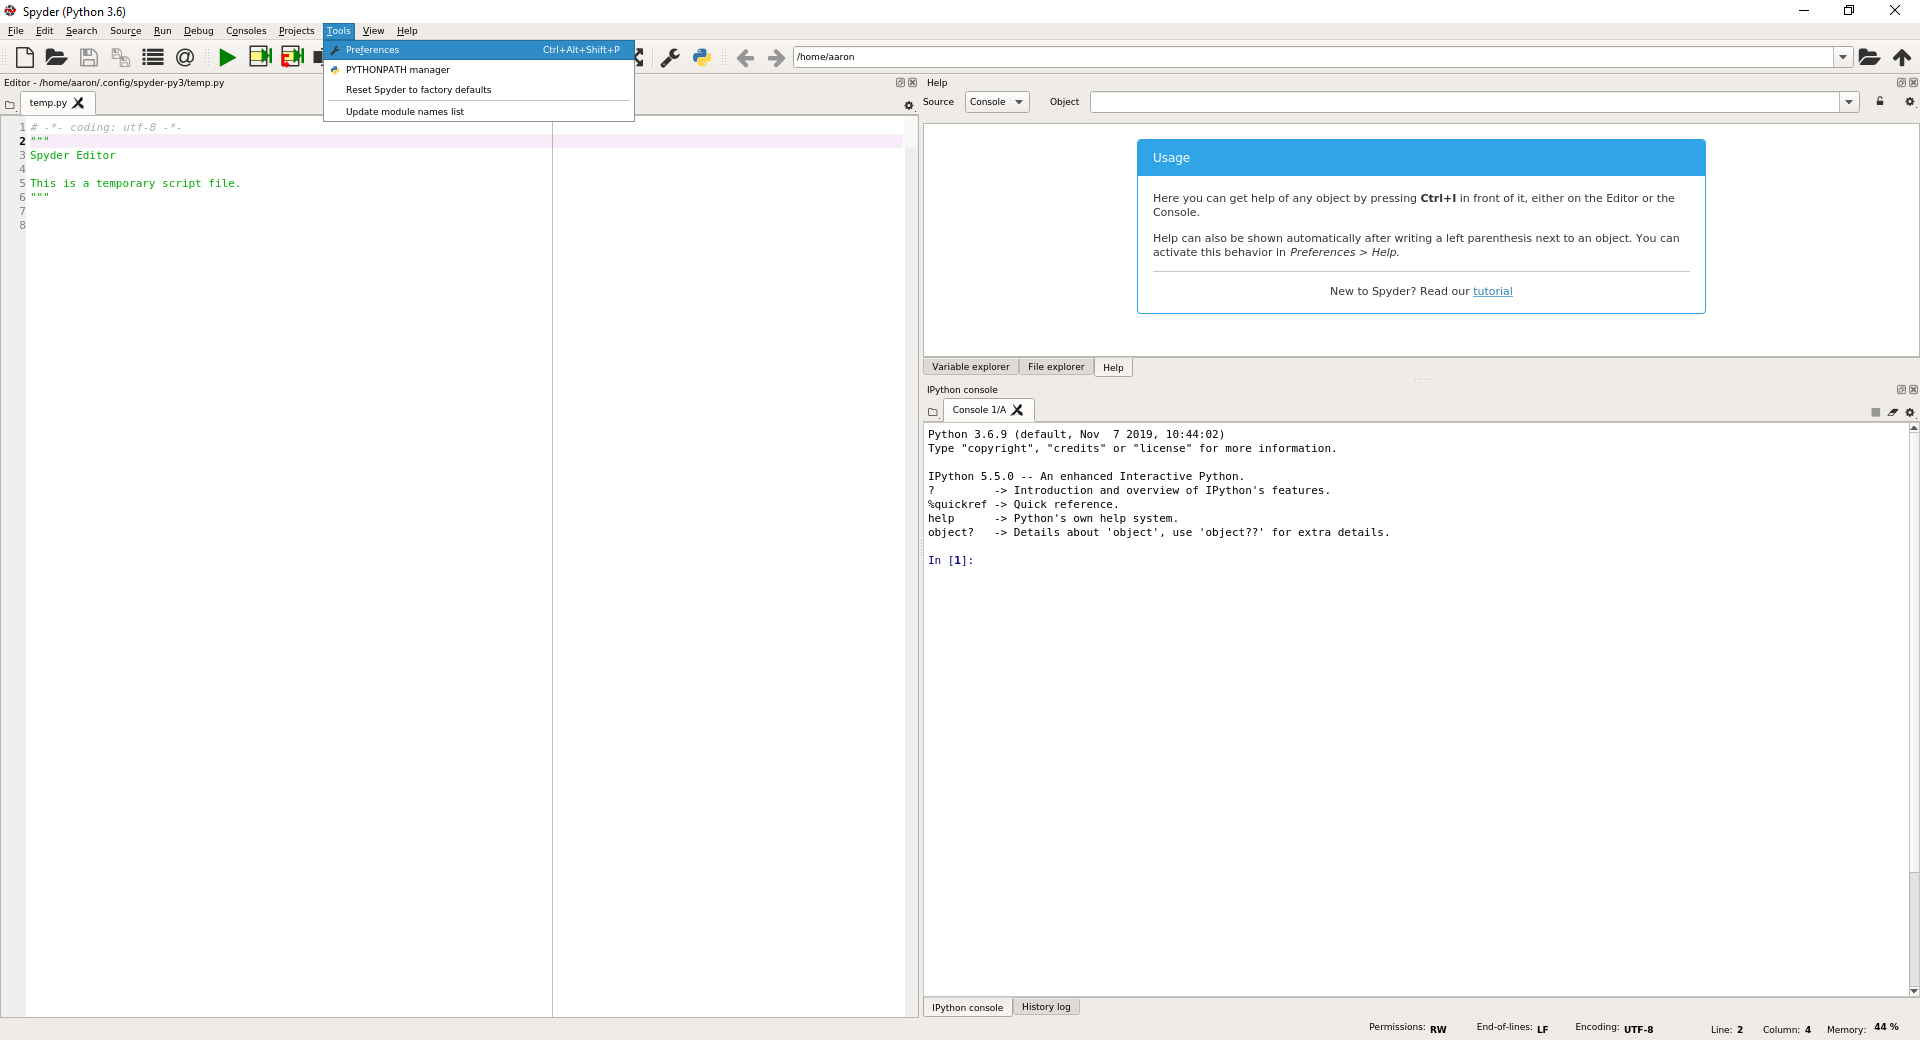 Spyder (Python 3.6)
File Edit Search Source Run Debug Consoles Projects Tools View Help
Preferences Ctrl+Alt+Shift+P
PYTHONPATH manager
Reset Spyder to factory defaults
Update module names list
/home/aaron
Editor - /home/aaron/.config/spyder-py3/temp.py
temp.py
1 # -*- coding: utf-8 -*-
2 """
3 Spyder Editor
4
5 This is a temporary script file.
6 """
7
8
Help
Source Console Object
Usage
Here you can get help of any object by pressing Ctrl+I in front of it, either on the Editor or the
Console.
Help can also be shown automatically after writing a left parenthesis next to an object. You can
activate this behavior in Preferences > Help.
New to Spyder? Read our tutorial
Variable explorer File explorer Help
IPython console
Console 1/A
Python 3.6.9 (default, Nov  7 2019, 10:44:02)
Type "copyright", "credits" or "license" for more information.
IPython 5.5.0 -- An enhanced Interactive Python.
?         -> Introduction and overview of IPython's features.
%quickref -> Quick reference.
help      -> Python's own help system.
object?   -> Details about 'object', use 'object??' for extra details.
In [1]:
IPython console History log
Permissions: RW End-of-lines: LF Encoding: UTF-8 Line: 2 Column: 4 Memory: 44 %